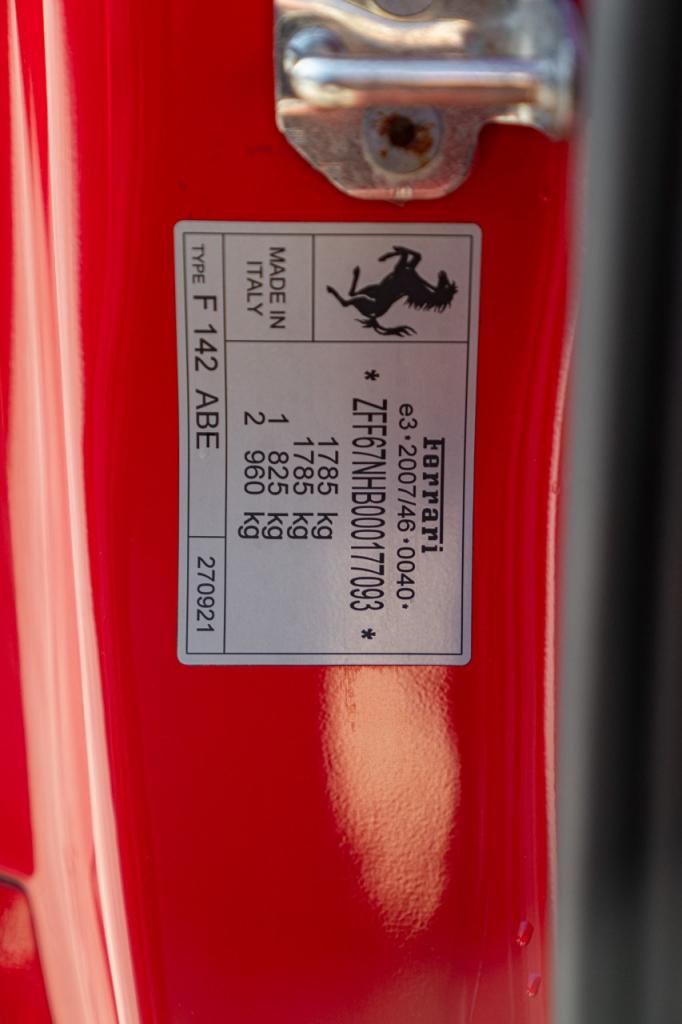 MADE IN
ITALY
Ferrari
e3*2007/46*0040*
* ZFF67NHB000177093 *
1785 kg
1785 kg
1 825 kg
2 960 kg
TYPE F 142 ABE
270921